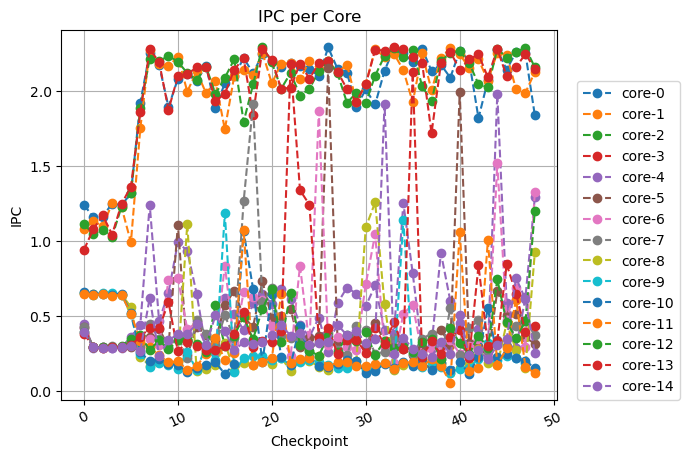 IPC per Core
IPC
2.0
1.5
1.0
0.5
0.0
0
10
20
30
40
50
Checkpoint
core-0
core-1
core-2
core-3
core-4
core-5
core-6
core-7
core-8
core-9
core-10
core-11
core-12
core-13
core-14